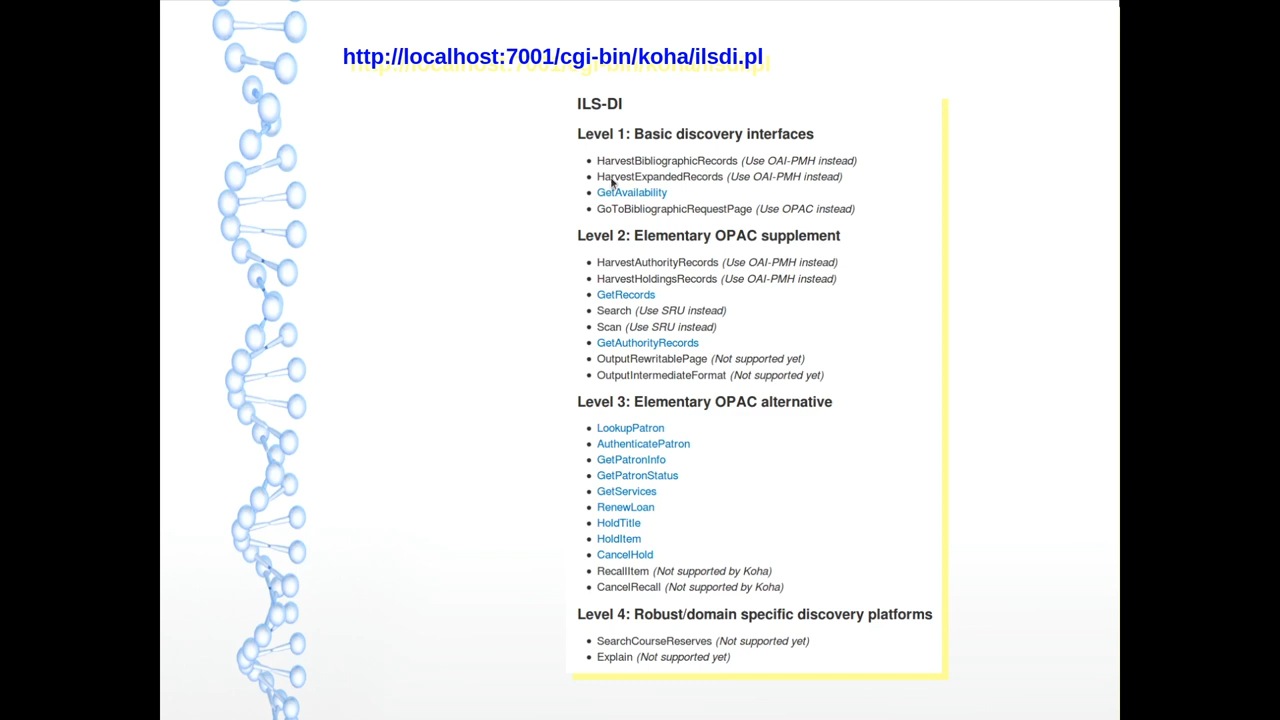 http://localhost:7001/cgi-bin/koha/ilsdi.pl
ILS-DI
Level 1: Basic discovery interfaces
HarvestBibliographicRecords (Use OAI-PMH instead)
HarvestExpandedRecords (Use OAI-PMH instead)
GetAvailability
GoToBibliographicRequestPage (Use OPAC instead)
Level 2: Elementary OPAC supplement
HarvestAuthorityRecords (Use OAI-PMH instead)
HarvestHoldingsRecords (Use OAI-PMH instead)
GetRecords
Search (Use SRU instead)
Scan (Use SRU instead)
GetAuthorityRecords
OutputRewritablePage (Not supported yet)
OutputIntermediateFormat (Not supported yet)
Level 3: Elementary OPAC alternative
LookupPatron
AuthenticatePatron
GetPatronInfo
GetPatronStatus
GetServices
RenewLoan
HoldTitle
HoldItem
CancelHold
RecallItem (Not supported by Koha)
CancelRecall (Not supported by Koha)
Level 4: Robust/domain specific discovery platforms
SearchCourseReserves (Not supported yet)
Explain (Not supported yet)